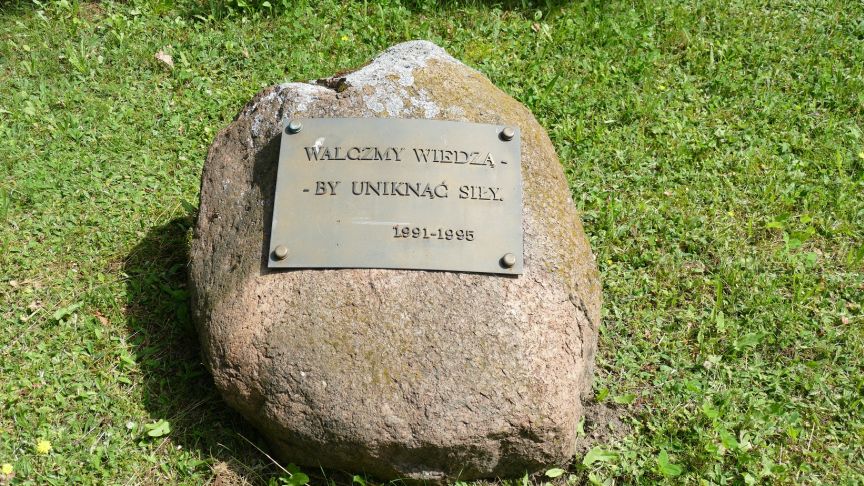 WALCZMY WIEDZĄ -
- BY UNIKNĄĆ SIŁY.
1991-1995